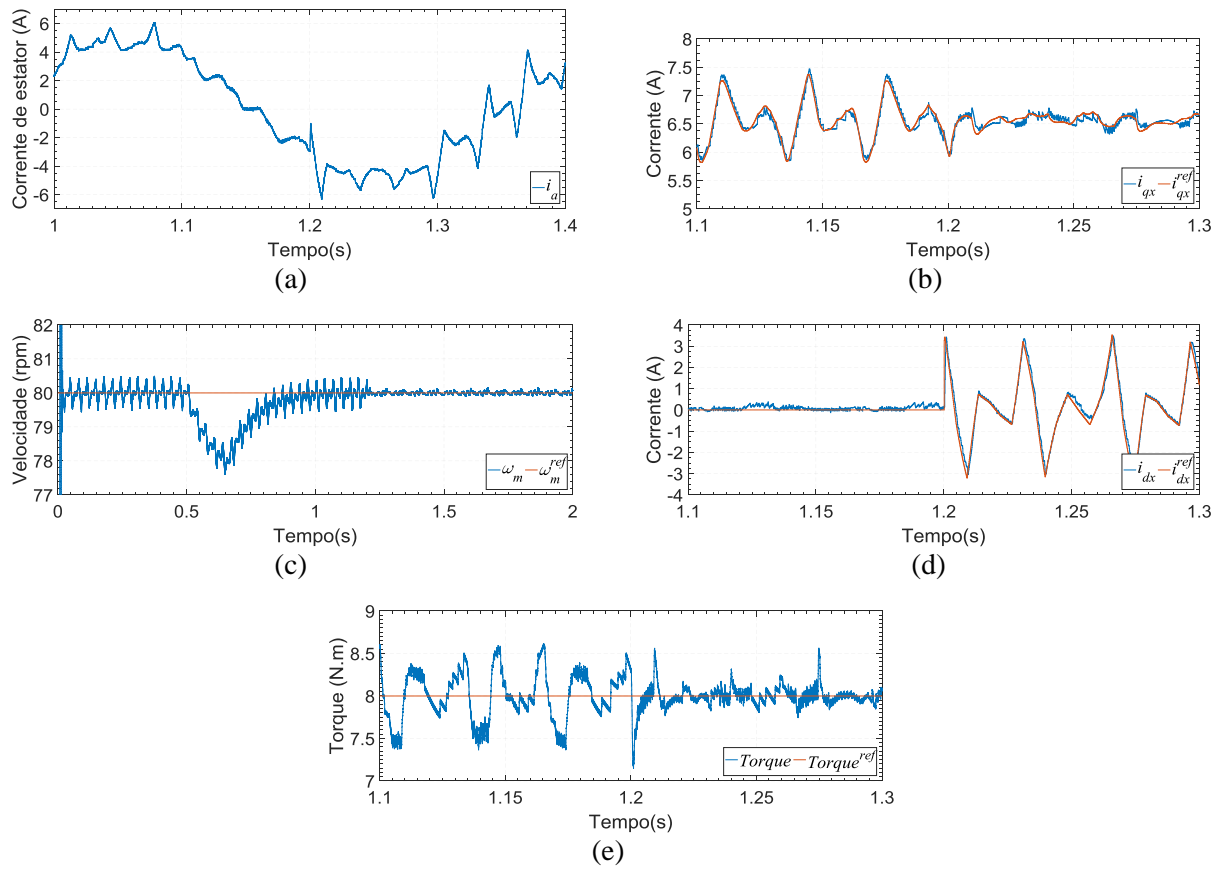 Corrente de estator (A)
6
4
2
0
-2
-4
-6
1
1.1
1.2
1.3
1.4
Tempo(s)
i_a
(a)
Corrente (A)
8
7.5
7
6.5
6
5.5
5
1.1
1.15
1.2
1.25
1.3
Tempo(s)
i_qx i_qx^ref
(b)
Velocidade (rpm)
82
81
80
79
78
77
0
0.5
1
1.5
2
Tempo(s)
ω_m ω_m^ref
(c)
Corrente (A)
4
3
2
1
0
-1
-2
-3
-4
1.1
1.15
1.2
1.25
1.3
Tempo(s)
i_dx i_dx^ref
(d)
Torque (N.m)
9
8.5
8
7.5
7
1.1
1.15
1.2
1.25
1.3
Tempo(s)
Torque Torque^ref
(e)